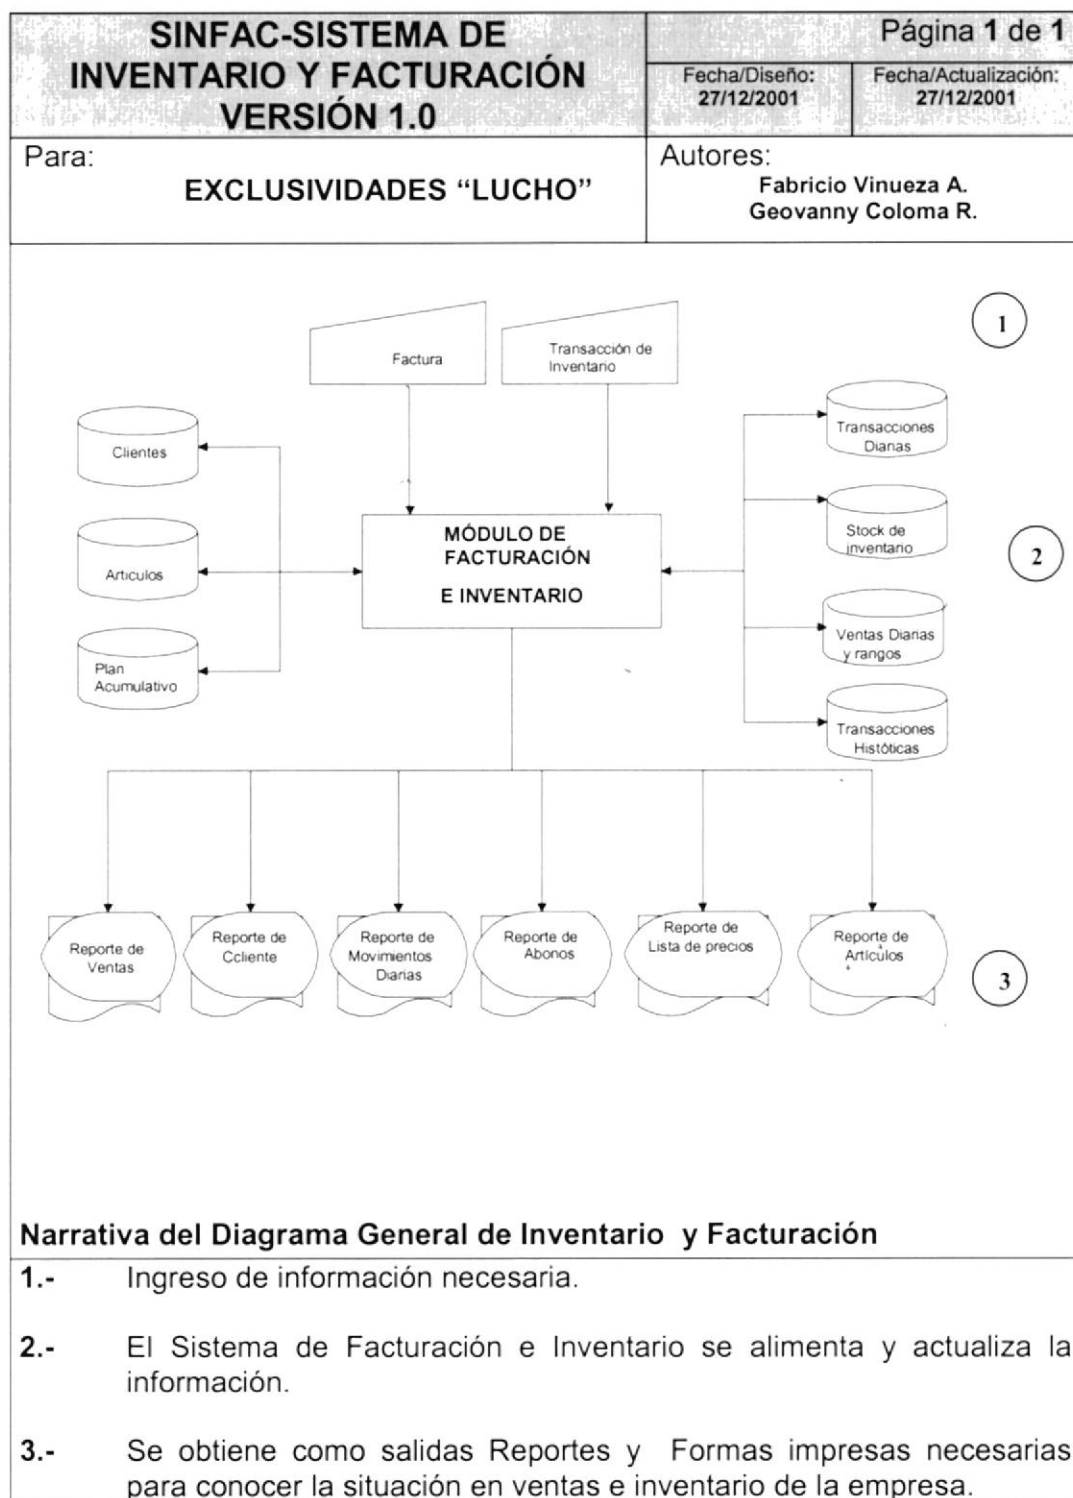 SINFAC-SISTEMA DE
INVENTARIO Y FACTURACIÓN
VERSIÓN 1.0
Página 1 de 1
Fecha/Diseño:
27/12/2001
Fecha/Actualización:
27/12/2001
Para:
EXCLUSIVIDADES “LUCHO”
Autores:
Fabricio Vinueza A.
Geovanny Coloma R.
1
Factura
Transacción de
Inventario
Clientes
Articulos
Plan
Acumulativo
MÓDULO DE
FACTURACIÓN
E INVENTARIO
Transacciones
Diarias
Stock de
inventario
Ventas Diarias
y rangos
Transacciones
Históticas
2
Reporte de
Ventas
Reporte de
Ccliente
Reporte de
Movimientos
Diarias
Reporte de
Abonos
Reporte de
Lista de precios
Reporte de
Artículos
3
Narrativa del Diagrama General de Inventario y Facturación
1.- Ingreso de información necesaria.
2.- El Sistema de Facturación e Inventario se alimenta y actualiza la
información.
3.- Se obtiene como salidas Reportes y Formas impresas necesarias
para conocer la situación en ventas e inventario de la empresa.